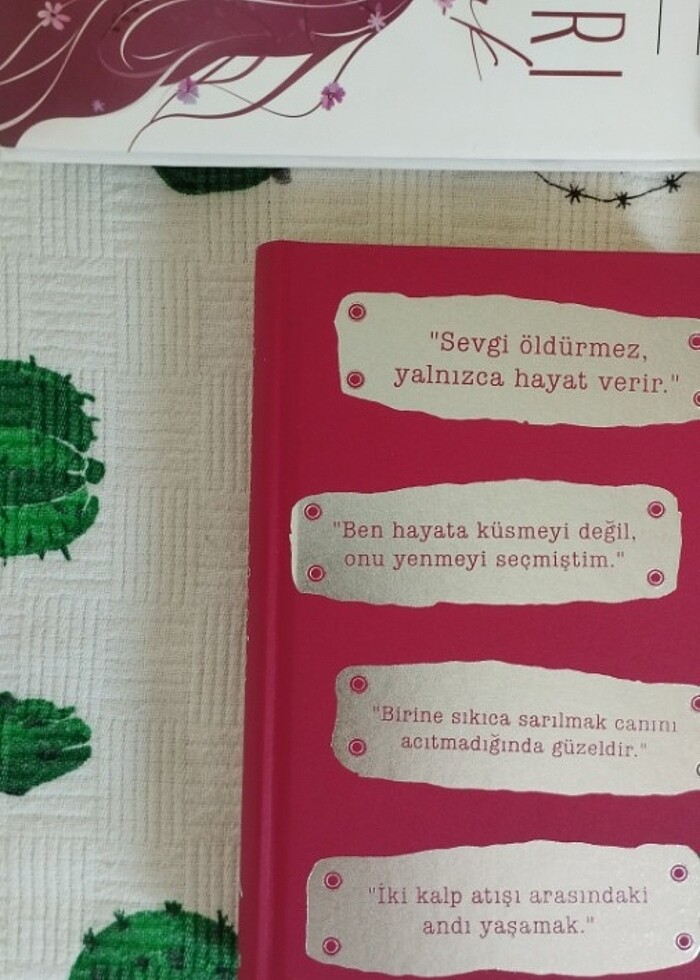 RI
"Sevgi öldürmez,
yalnızca hayat verir."
"Ben hayata küsmeyi değil,
onu yenmeyi seçmiştim."
"Birine sıkıca sarılmak canını
acıtmadığında güzeldir."
"İki kalp atışı arasındaki
andı yaşamak."